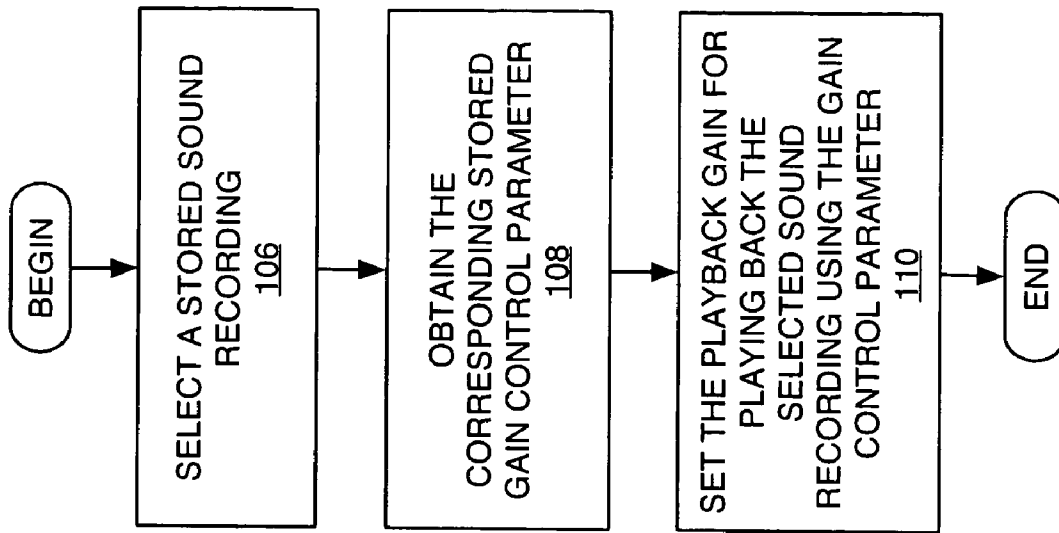 BEGIN
SELECT A STORED SOUND
RECORDING
106
OBTAIN THE
CORRESPONDING STORED
GAIN CONTROL PARAMETER
108
SET THE PLAYBACK GAIN FOR
PLAYING BACK THE
SELECTED SOUND
RECORDING USING THE GAIN
CONTROL PARAMETER
110
END